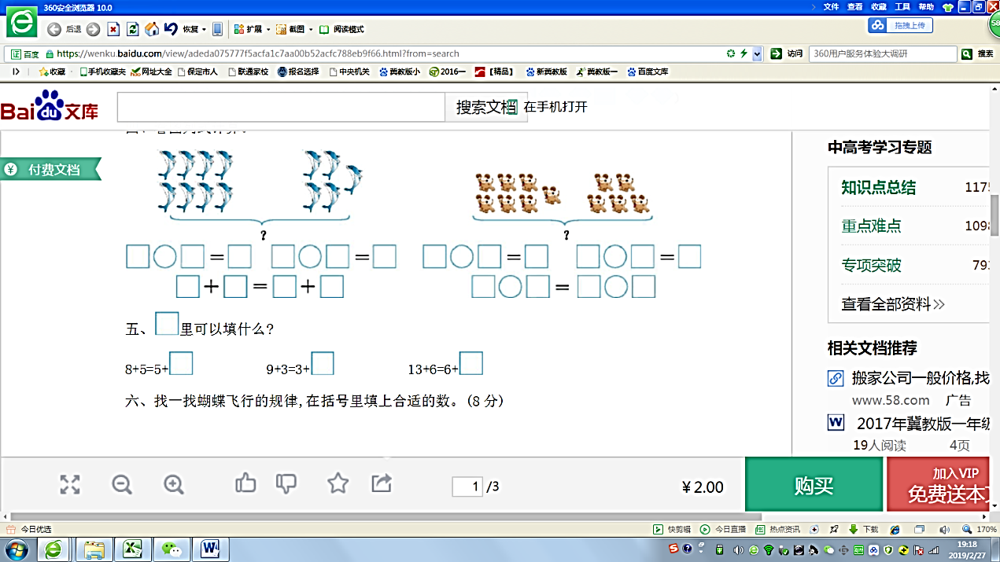 360安全浏览器 10.0
文件 查看 收藏 工具 帮助
后退 恢复 扩展 截图 阅读模式
拖拽上传
58
证 百度 https://wenku.baidu.com/view/adeda075777f5acfa1c7aa00b52acfc788eb9f66.html?from=search
访问 360用户服务体验大调研 搜索
收藏 手机收藏夹 网址大全 保定市人 联通家校 报名选择 中央机关 冀教版小 2016一 【精品】 新冀教版 冀教版一 百度文库
Bai du 文库
搜索文档 在手机打开
¥ 付费文档
?
?
= =
= =
+ = +
=
五、 里可以填什么?
8+5=5+ 9+3=3+ 13+6=6+
六、找一找蝴蝶飞行的规律,在括号里填上合适的数。(8 分)
中高考学习专题
知识点总结
重点难点
专项突破
查看全部资料>>
相关文档推荐
搬家公司一般价格,找
www.58.com 广告
W 2017年冀教版一年级
19人阅读 4页
1 /3
¥2.00
购买
加入VIP
免费送本
今日优选
快剪辑 今日直播 热点资讯 下载 170%
19:18
2019/2/27